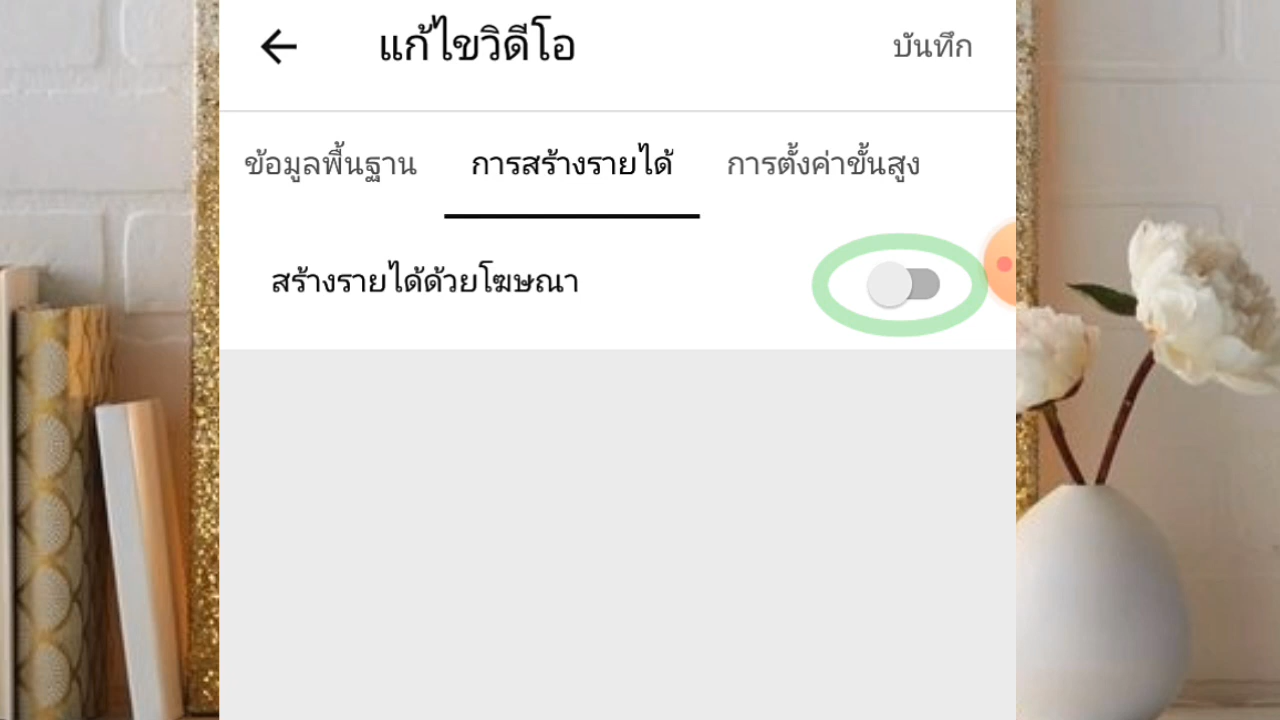 แก้ไขวิดีโอ บันทึก
ข้อมูลพื้นฐาน การสร้างรายได้ การตั้งค่าขั้นสูง
สร้างรายได้ด้วยโฆษณา